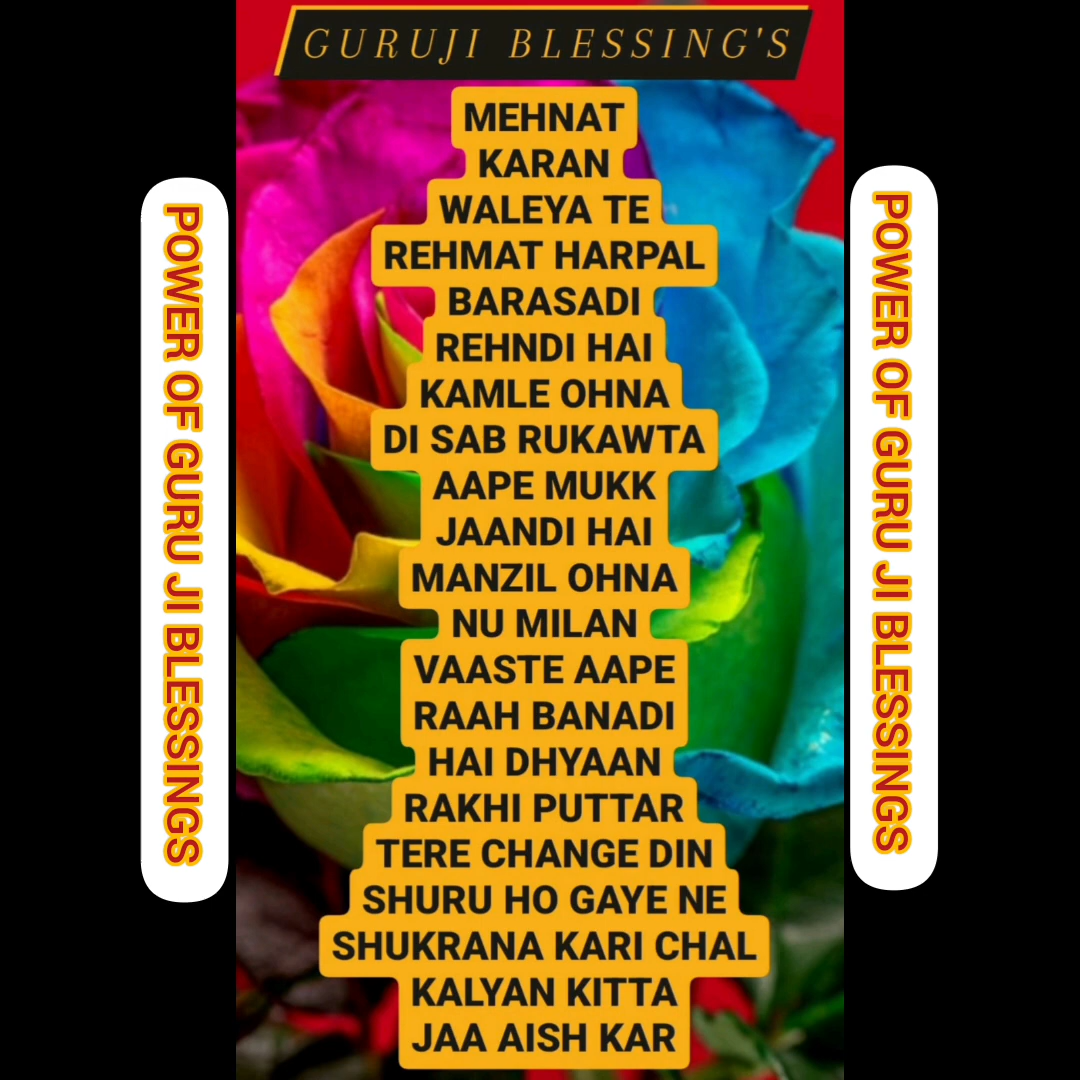 GURUJI BLESSING'S
MEHNAT
KARAN
WALEYA TE
REHMAT HARPAL
BARASADI
REHNDI HAI
KAMLE OHNA
DI SAB RUKAWTA
AAPE MUKK
JAANDI HAI
MANZIL OHNA
NU MILAN
VAASTE AAPE
RAAH BANADI
HAI DHYAAN
RAKHI PUTTAR
TERE CHANGE DIN
SHURU HO GAYE NE
SHUKRANA KARI CHAL
KALYAN KITTA
JAA AISH KAR
POWER OF GURU JI BLESSINGS
POWER OF GURU JI BLESSINGS